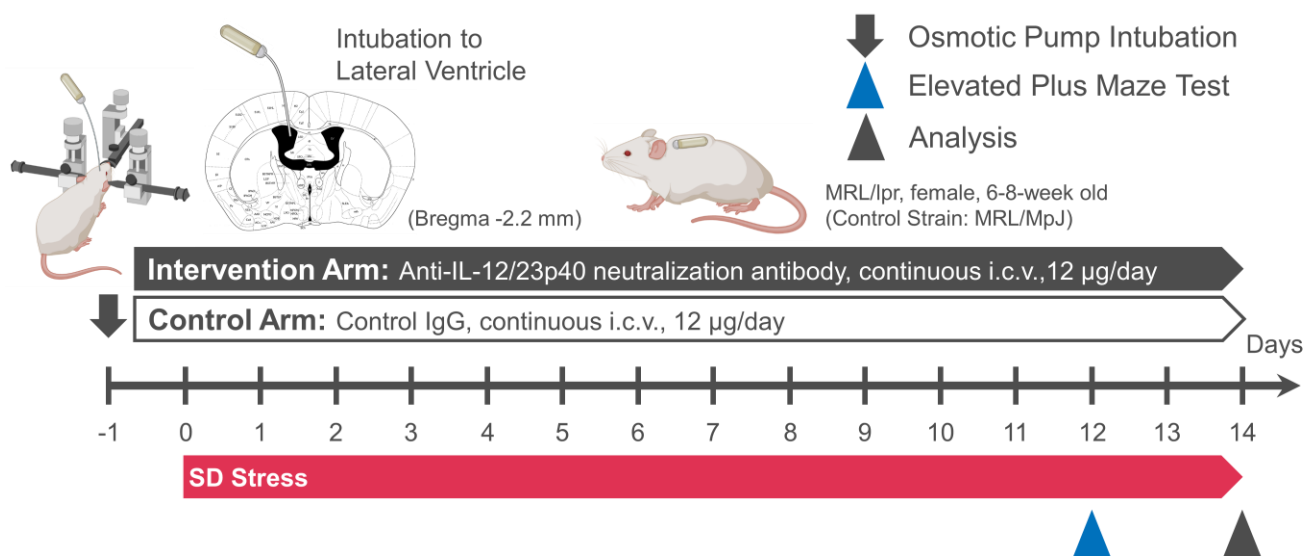 Intubation to
Lateral Ventricle
(Bregma -2.2 mm)
Osmotic Pump Intubation
Elevated Plus Maze Test
Analysis
MRL/lpr, female, 6-8-week old
(Control Strain: MRL/MpJ)
Intervention Arm: Anti-IL-12/23p40 neutralization antibody, continuous i.c.v.,12 µg/day
Control Arm: Control IgG, continuous i.c.v., 12 µg/day
Days
-1 0 1 2 3 4 5 6 7 8 9 10 11 12 13 14
SD Stress